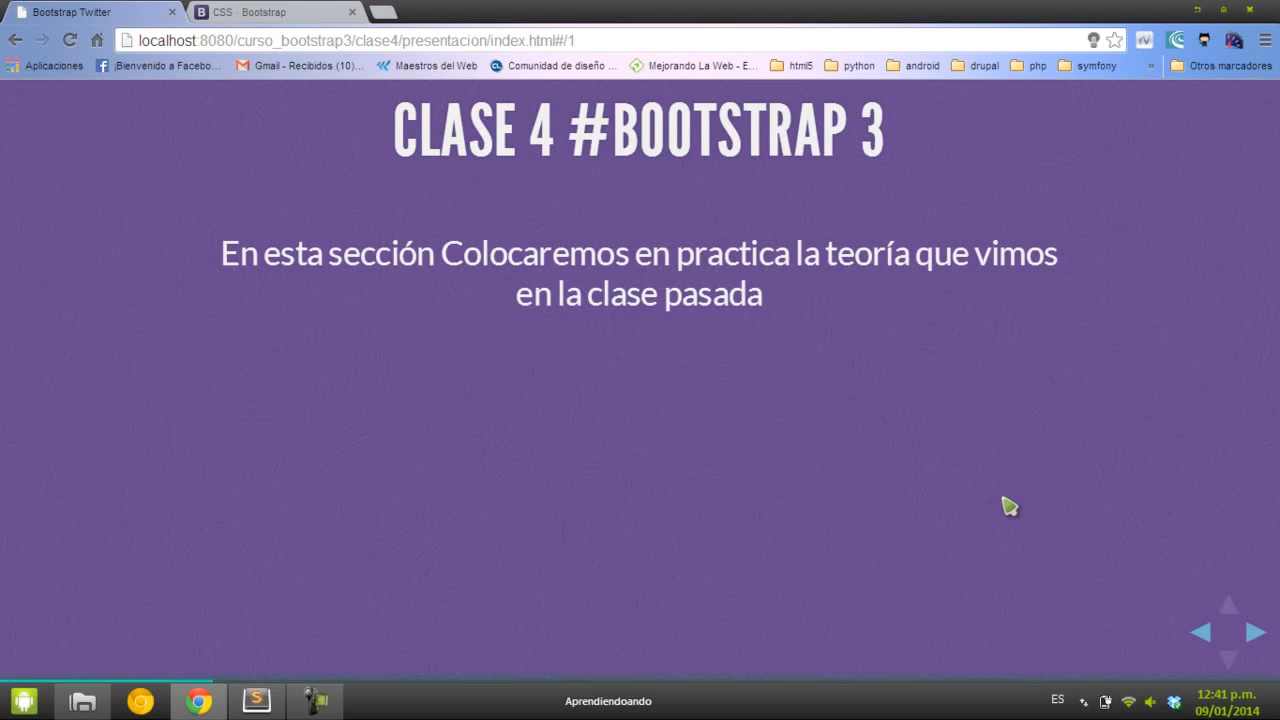 Bootstrap Twitter
CSS · Bootstrap
localhost:8080/curso_bootstrap3/clase4/presentacion/index.html#/1
Aplicaciones
¡Bienvenido a Facebo...
Gmail - Recibidos (10)...
Maestros del Web
Comunidad de diseño ...
Mejorando La Web - E...
html5
python
android
drupal
php
symfony
»
Otros marcadores
CLASE 4 #BOOTSTRAP 3
En esta sección Colocaremos en practica la teoría que vimos
en la clase pasada
Aprendiendoando
ES
12:41 p.m.
09/01/2014